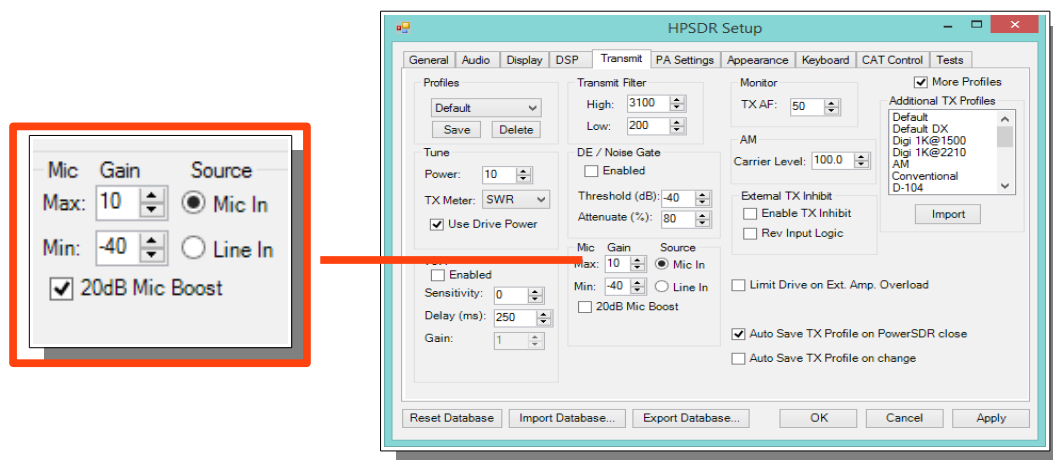 Mic Gain Source
Max: 10 Mic In
Min: -40 Line In
20dB Mic Boost
HPSDR Setup
General Audio Display DSP Transmit PA Settings Appearance Keyboard CAT Control Tests
Profiles
Default
Save Delete
Tune
Power: 10
TX Meter: SWR
Use Drive Power
Enabled
Sensitivity: 0
Delay (ms): 250
Gain: 1
Transmit Filter
High: 3100
Low: 200
DE / Noise Gate
Enabled
Threshold (dB): -40
Attenuate (%): 80
Mic Gain Source
Max: 10 Mic In
Min: -40 Line In
20dB Mic Boost
Monitor
TX AF: 50
AM
Carrier Level: 100.0
External TX Inhibit
Enable TX Inhibit
Rev Input Logic
More Profiles
Additional TX Profiles
Default
Default DX
Digi 1K@1500
Digi 1K@2210
AM
Conventional
D-104
Import
Limit Drive on Ext. Amp. Overload
Auto Save TX Profile on PowerSDR close
Auto Save TX Profile on change
Reset Database Import Database... Export Database... OK Cancel Apply